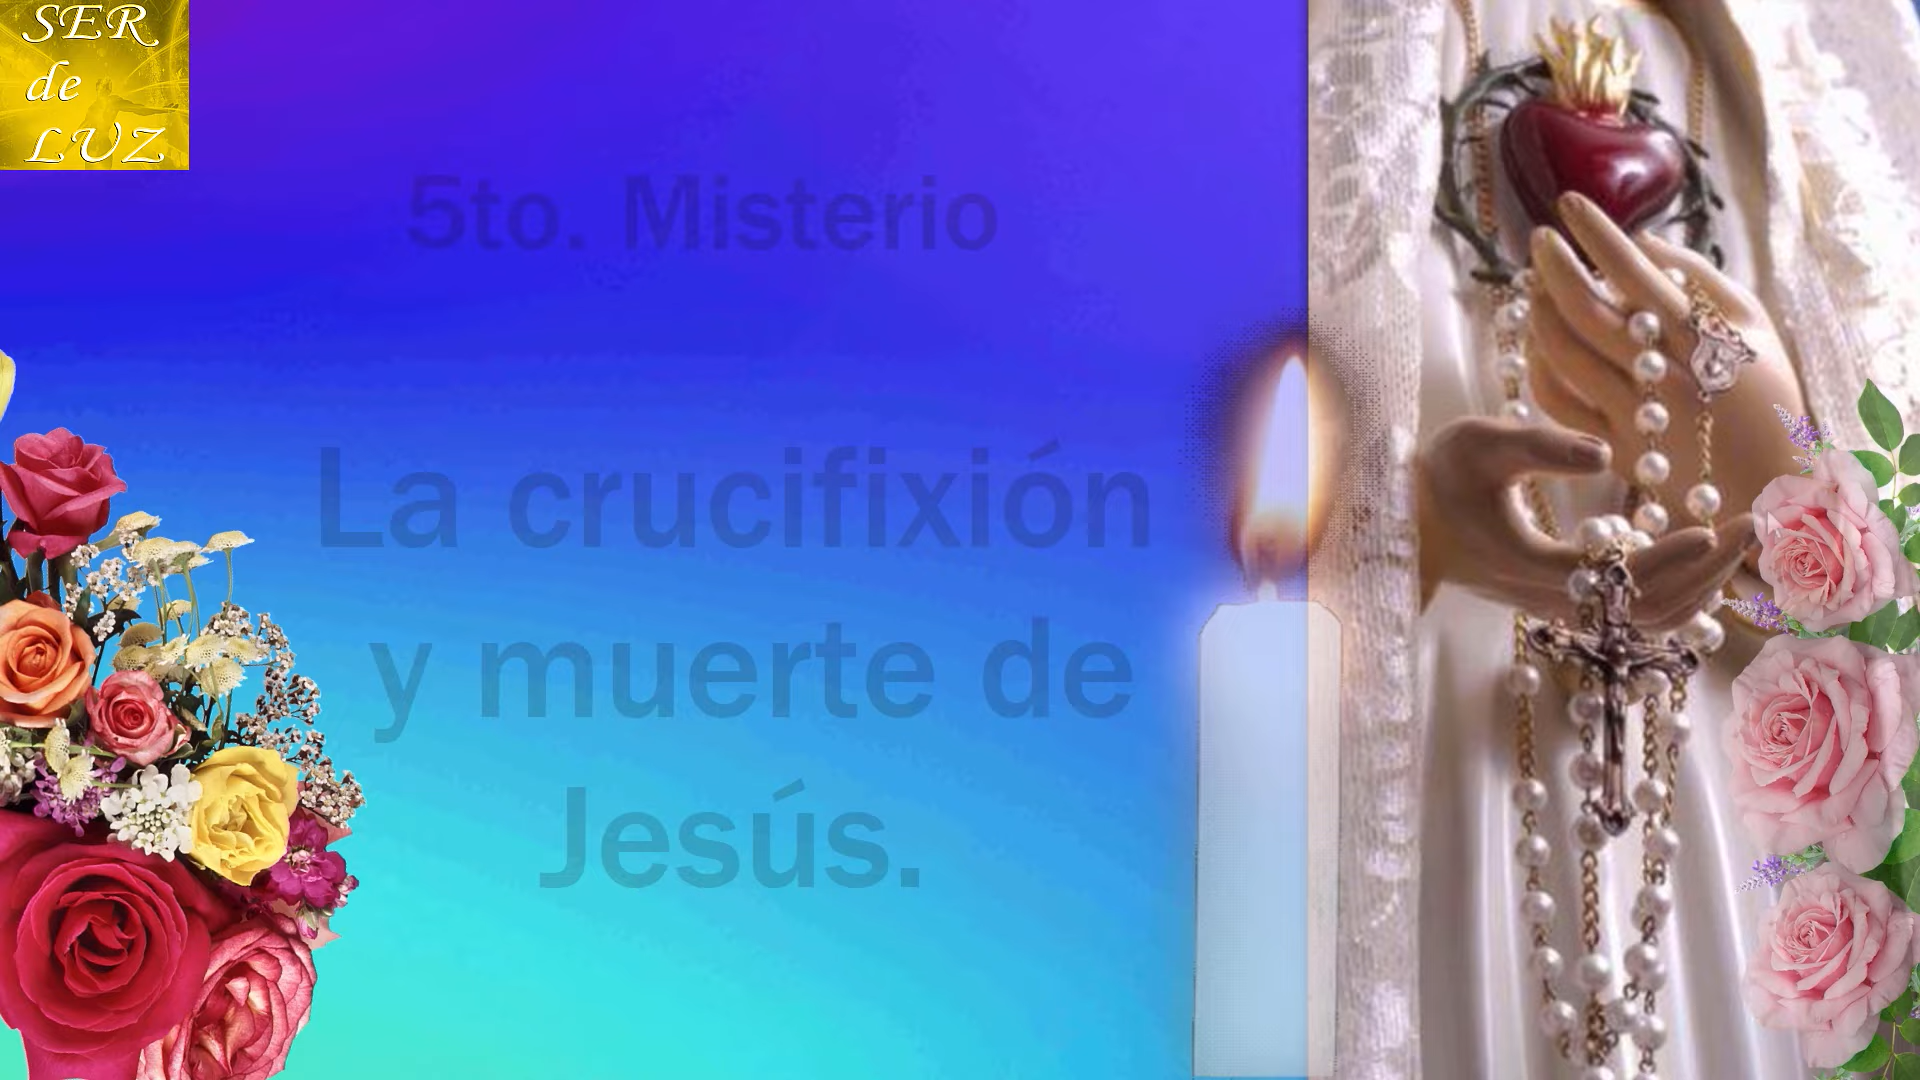 SER
de
LUZ
5to. Misterio
La crucifixión
y muerte de
Jesús.